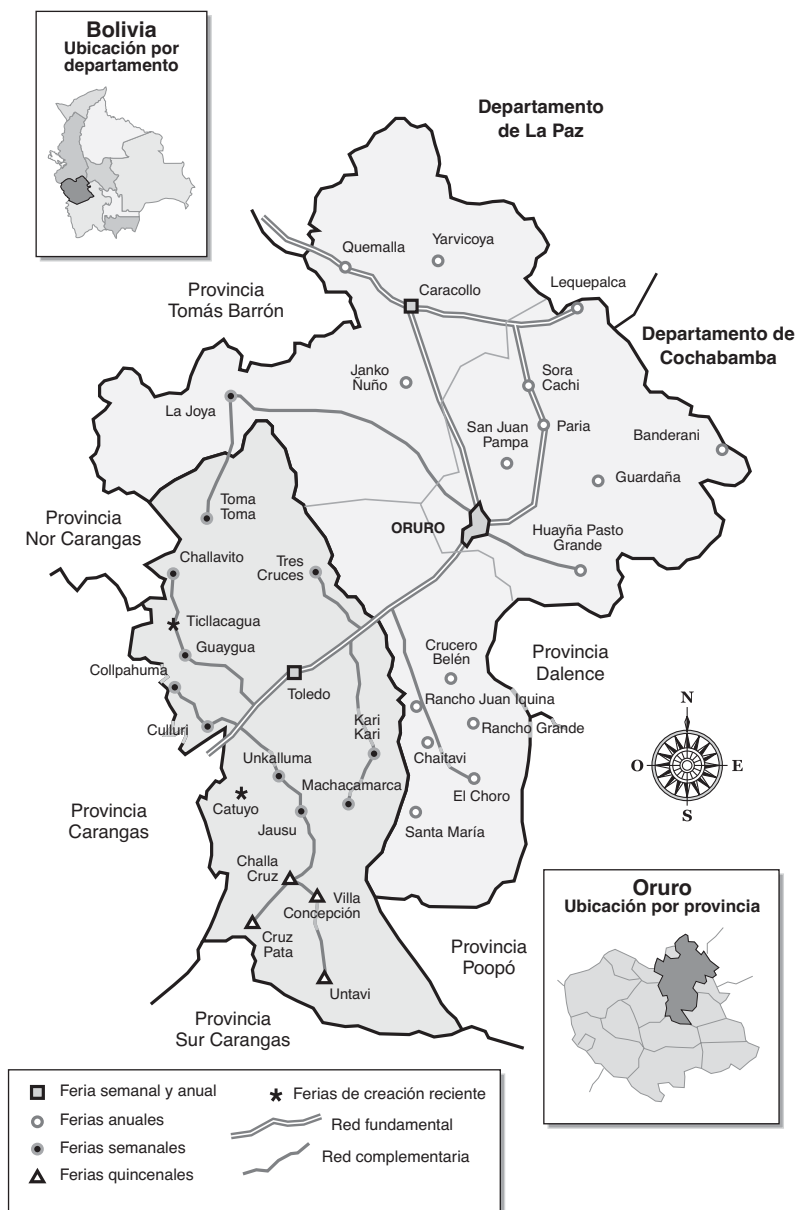 Bolivia
Ubicación por
departamento
Departamento
de La Paz
Quemalla
Yarvicoya
Lequepalca
Provincia
Tomás Barrón
Caracollo
Departamento de
Cochabamba
Janko
Ñuño
Sora
Cachi
La Joya
San Juan
Pampa
Paria
Banderani
Guardaña
Toma
Toma
ORURO
Huayña Pasto
Grande
Provincia
Nor Carangas
Challavito
Tres
Cruces
Ticllacagua
Guaygua
Crucero
Belén
Provincia
Dalence
Collpahuma
Toledo
Rancho Juan Iquina
Culluri
Kari
Kari
Rancho Grande
Chaitavi
Unkalluma
Machacamarca
El Choro
Catuyo
Jausu
Santa María
Provincia
Carangas
N
O
E
S
Challa
Cruz
Villa
Concepción
Cruz
Pata
Untavi
Provincia
Poopó
Provincia
Sur Carangas
Oruro
Ubicación por provincia
Feria semanal y anual
Ferias anuales
Ferias semanales
Ferias quincenales
Ferias de creación reciente
Red fundamental
Red complementaria